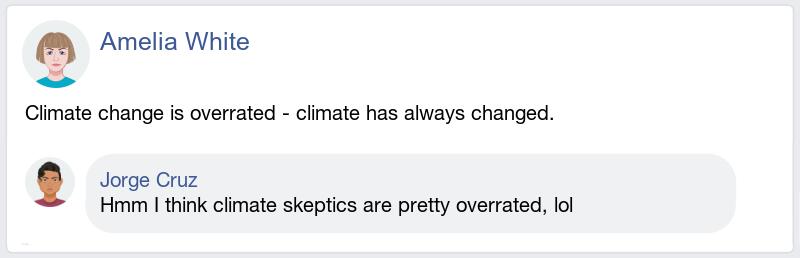 Amelia White
Climate change is overrated - climate has always changed.
Jorge Cruz
Hmm I think climate skeptics are pretty overrated, lol